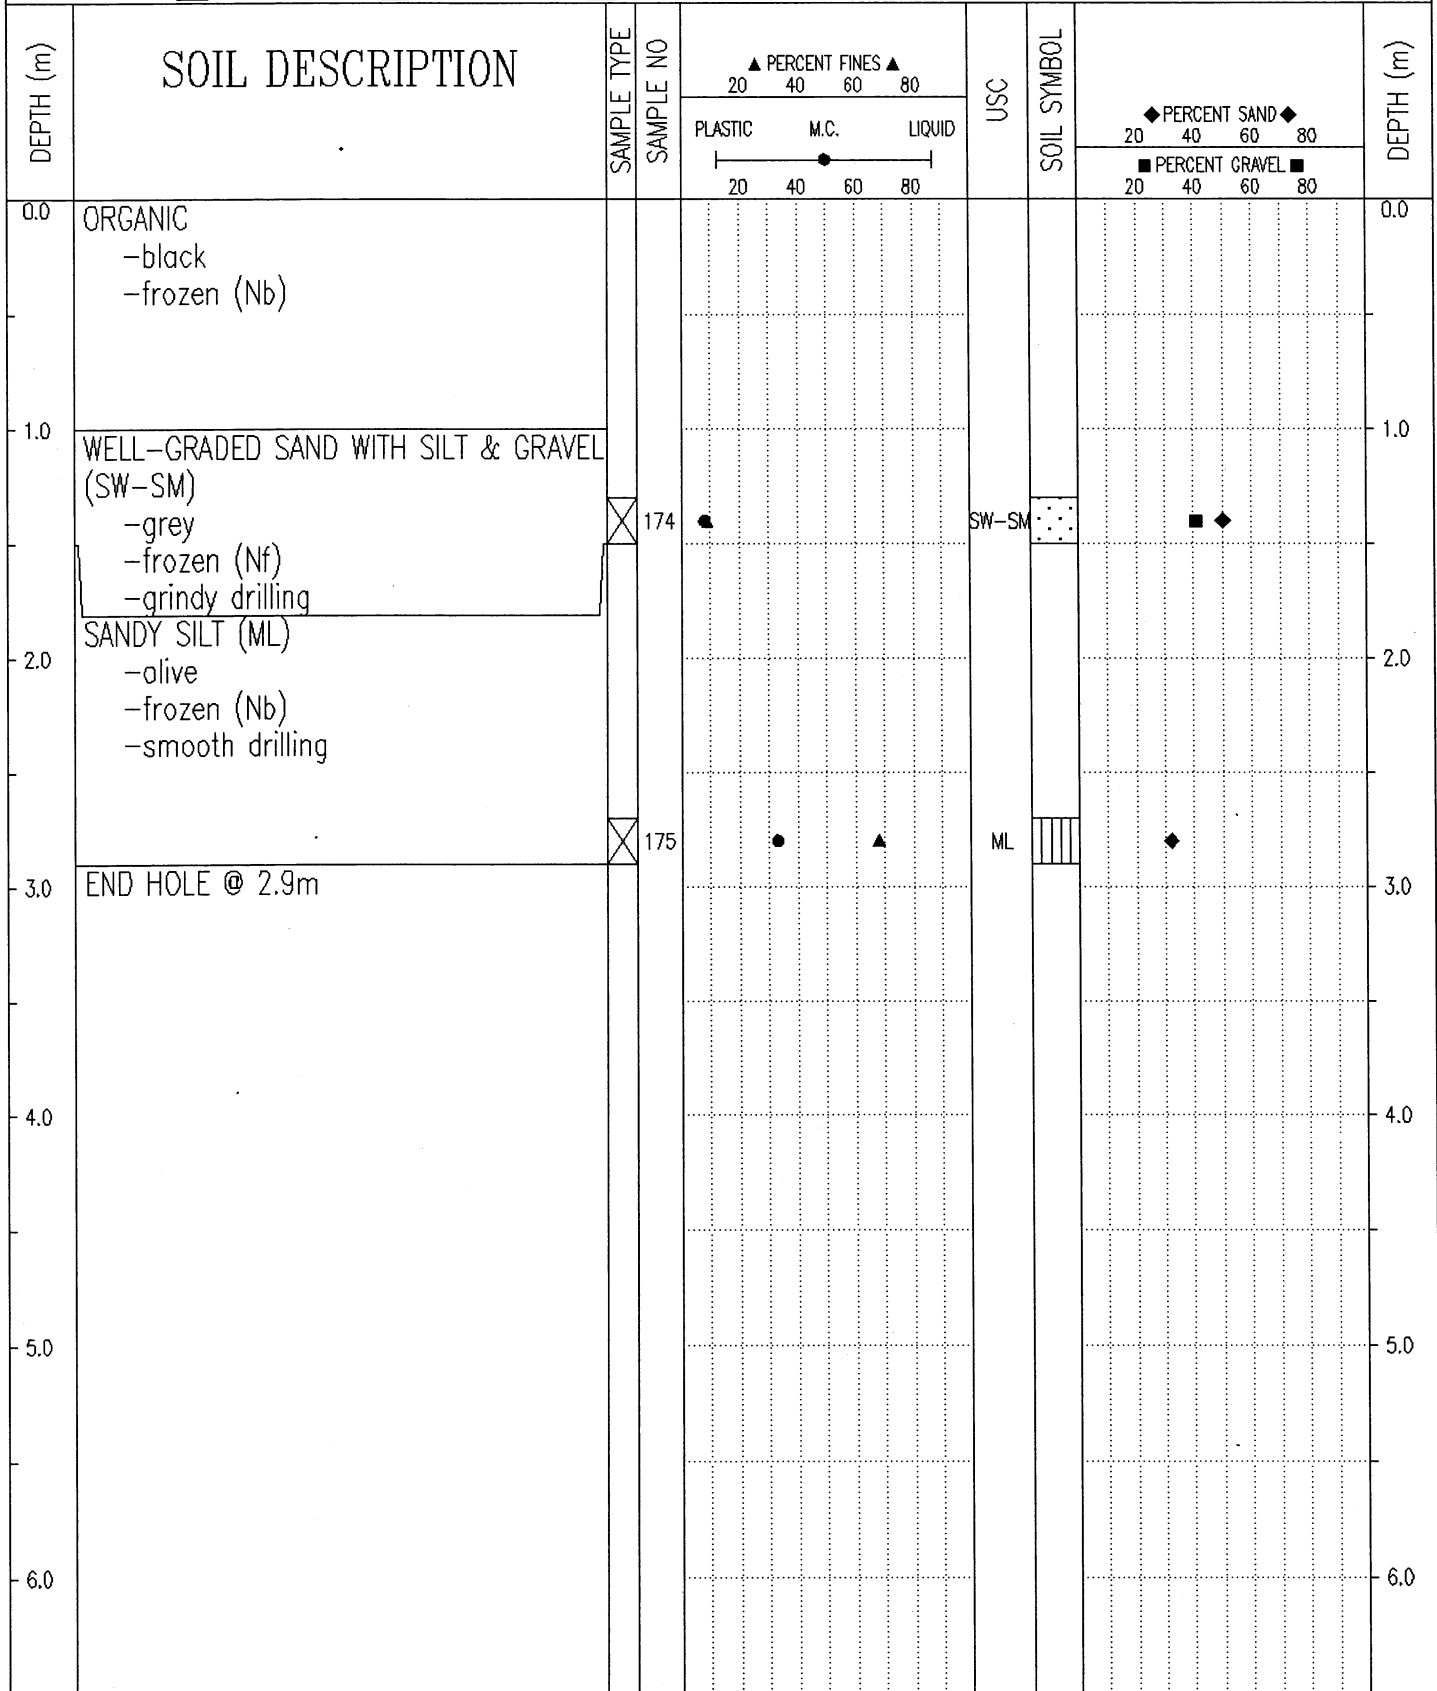 DEPTH (m)
SOIL DESCRIPTION
SAMPLE TYPE
SAMPLE NO
▲ PERCENT FINES ▲
20 40 60 80
PLASTIC M.C. LIQUID
20 40 60 80
USC
SOIL SYMBOL
◆ PERCENT SAND ◆
20 40 60 80
■ PERCENT GRAVEL ■
20 40 60 80
DEPTH (m)
0.0
ORGANIC
-black
-frozen (Nb)
0.0
1.0
WELL-GRADED SAND WITH SILT & GRAVEL
(SW-SM)
-grey
-frozen (Nf)
-grindy drilling
174
SW-SM
1.0
SANDY SILT (ML)
2.0
-olive
-frozen (Nb)
-smooth drilling
2.0
175
ML
3.0
END HOLE @ 2.9m
3.0
4.0
4.0
5.0
5.0
6.0
6.0